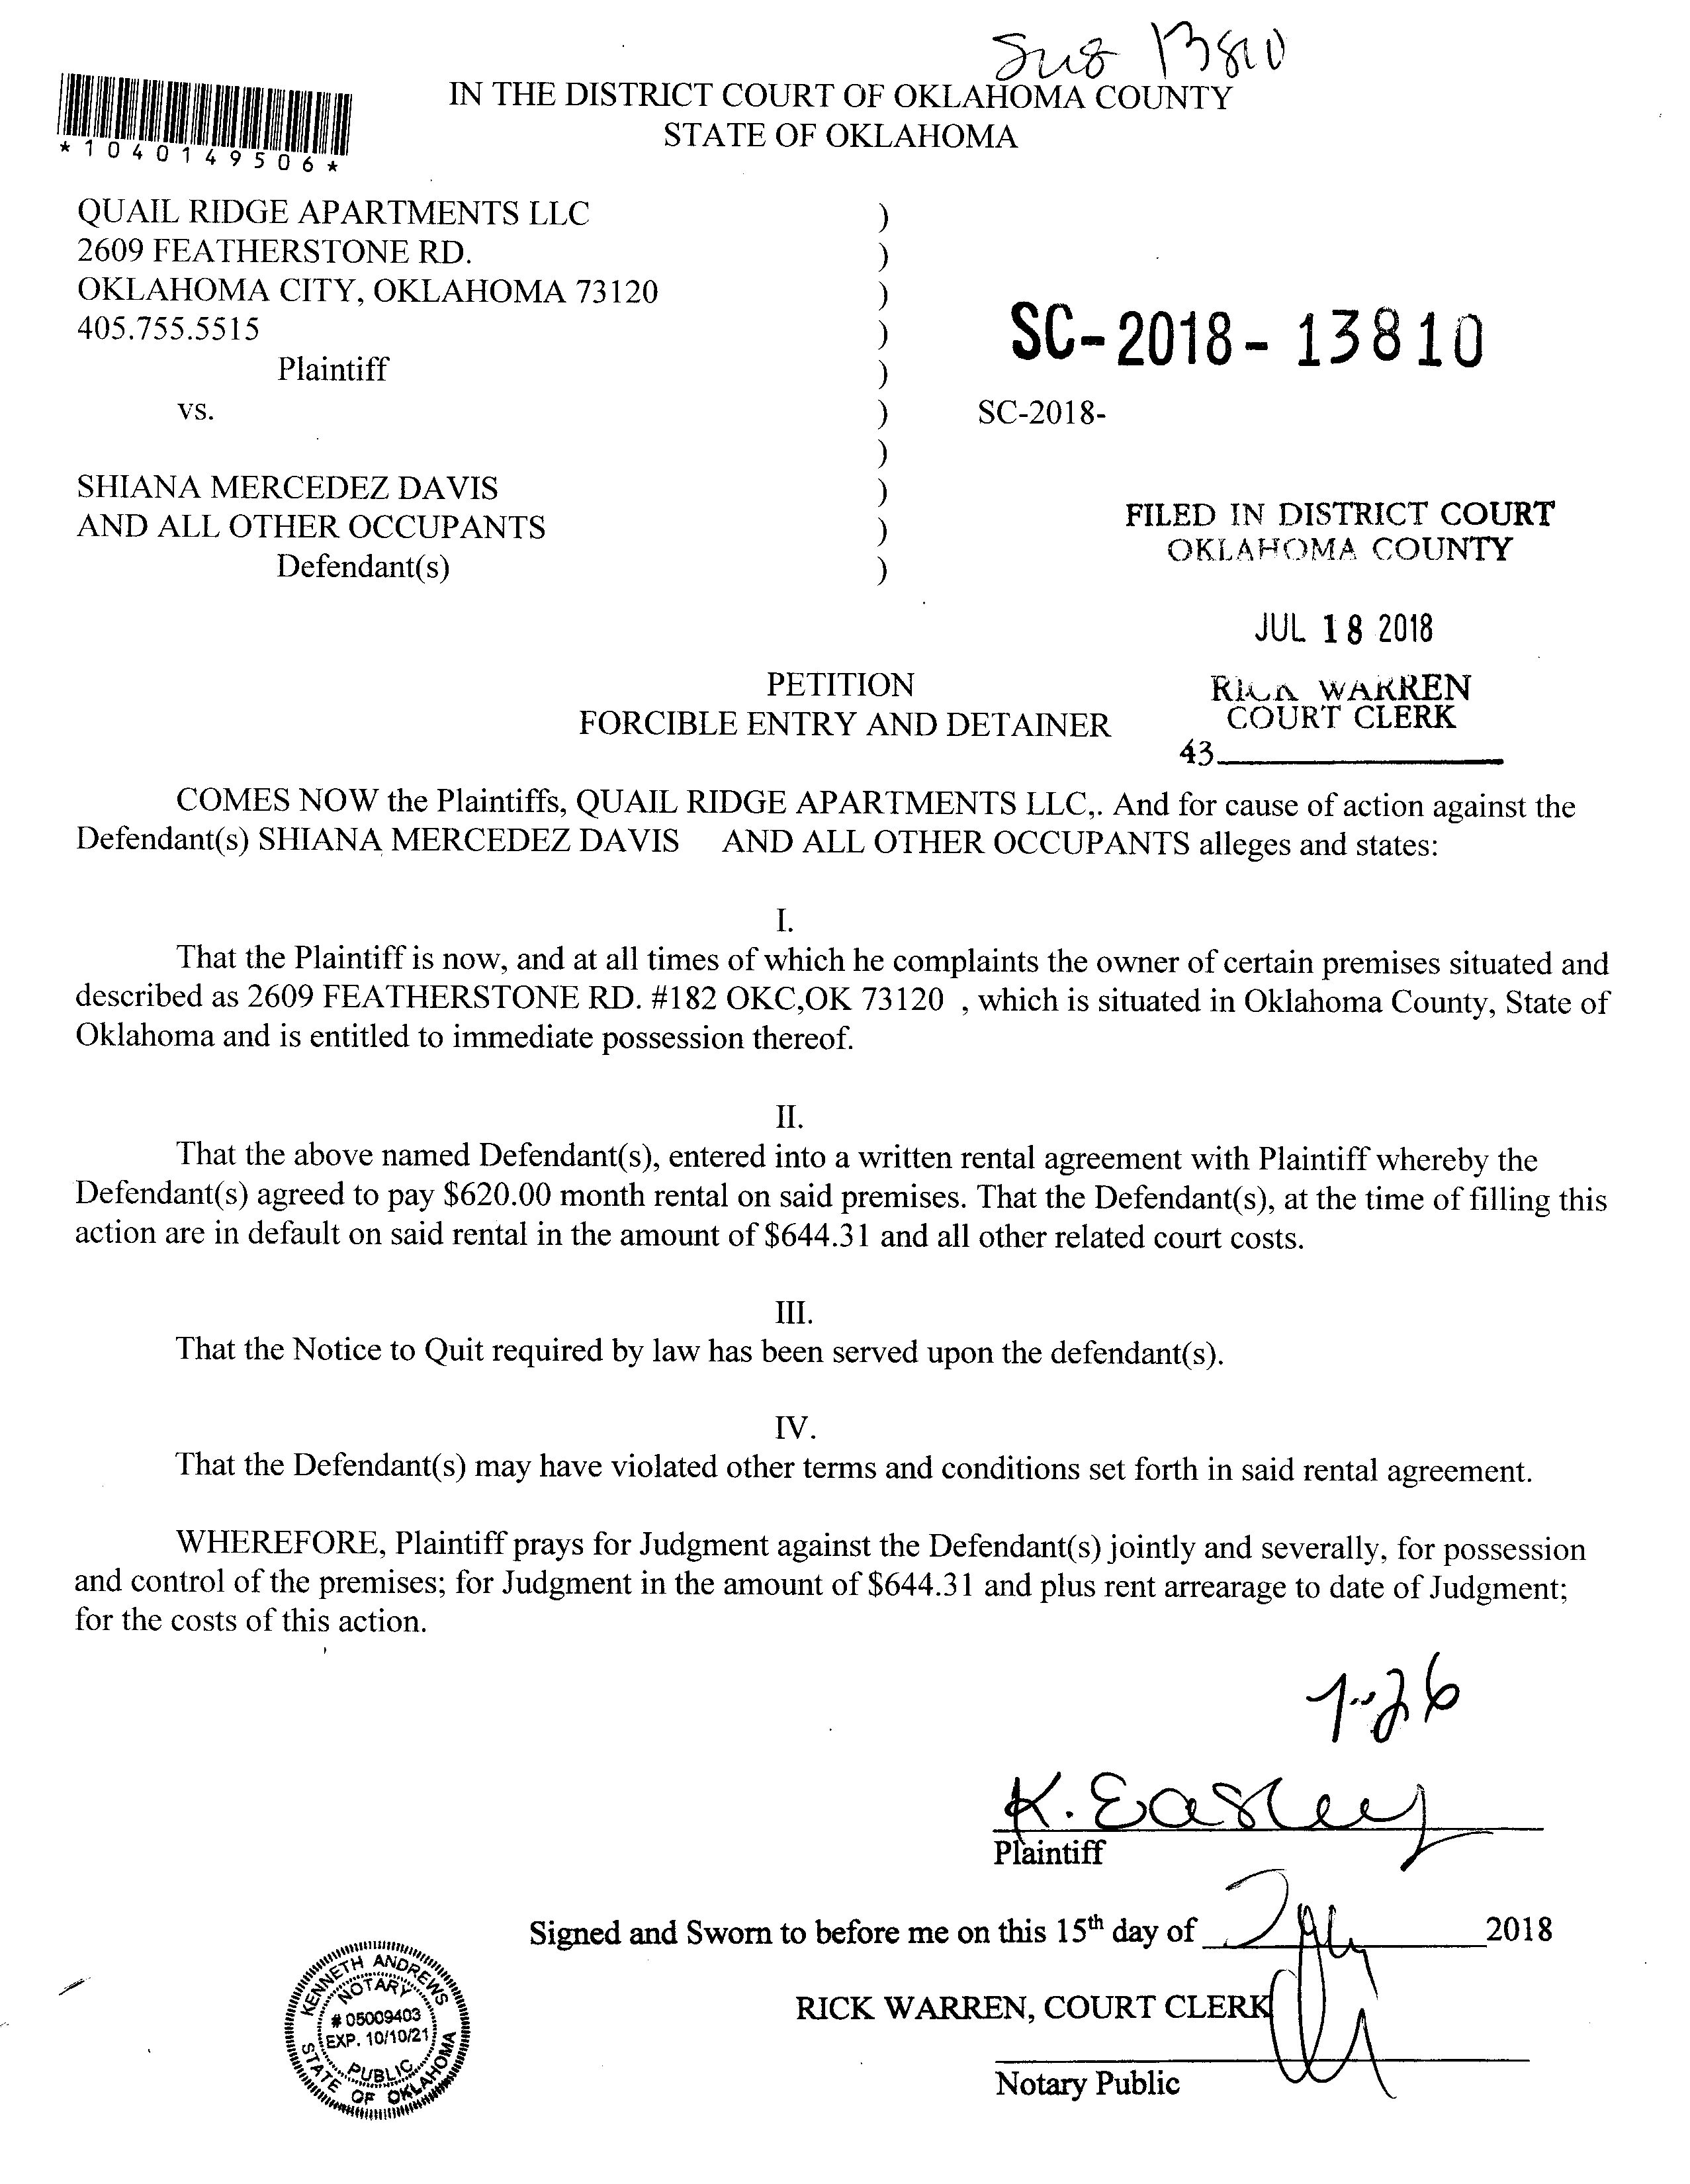 13810
IN THE DISTRICT COURT OF OKLAHOMA COUNTY
STATE OF OKLAHOMA
*1040149506*
QUAIL RIDGE APARTMENTS LLC )
2609 FEATHERSTONE RD. )
OKLAHOMA CITY, OKLAHOMA 73120 )
405.755.5515 )
SC-2018-13810
Plaintiff )
vs. ) SC-2018-
)
SHIANA MERCEDEZ DAVIS )
AND ALL OTHER OCCUPANTS )
Defendant(s) )
FILED IN DISTRICT COURT
OKLAHOMA COUNTY
JUL 18 2018
RICK WARREN
COURT CLERK
43
PETITION
FORCIBLE ENTRY AND DETAINER
COMES NOW the Plaintiffs, QUAIL RIDGE APARTMENTS LLC,. And for cause of action against the
Defendant(s) SHIANA MERCEDEZ DAVIS AND ALL OTHER OCCUPANTS alleges and states:
I.
That the Plaintiff is now, and at all times of which he complaints the owner of certain premises situated and
described as 2609 FEATHERSTONE RD. #182 OKC,OK 73120 , which is situated in Oklahoma County, State of
Oklahoma and is entitled to immediate possession thereof.
II.
That the above named Defendant(s), entered into a written rental agreement with Plaintiff whereby the
Defendant(s) agreed to pay $620.00 month rental on said premises. That the Defendant(s), at the time of filling this
action are in default on said rental in the amount of $644.31 and all other related court costs.
III.
That the Notice to Quit required by law has been served upon the defendant(s).
IV.
That the Defendant(s) may have violated other terms and conditions set forth in said rental agreement.
WHEREFORE, Plaintiff prays for Judgment against the Defendant(s) jointly and severally, for possession
and control of the premises; for Judgment in the amount of $644.31 and plus rent arrearage to date of Judgment;
for the costs of this action.
7-26
K. Easley
Plaintiff
Signed and Sworn to before me on this 15th day of July 2018
RICK WARREN, COURT CLERK
Notary Public
KENNETH ANDREWS
NOTARY
# 05009403
EXP. 10/10/21
PUBLIC
STATE OF OKLAHOMA